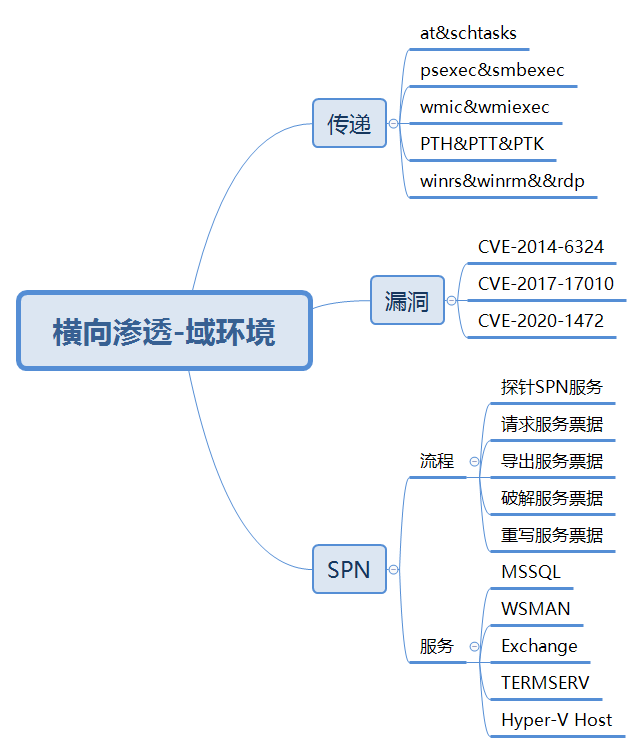 横向渗透-域环境
传递
at&schtasks
psexec&smbexec
wmic&wmiexec
PTH&PTT&PTK
winrs&winrm&&rdp
漏洞
CVE-2014-6324
CVE-2017-17010
CVE-2020-1472
SPN
流程
探针SPN服务
请求服务票据
导出服务票据
破解服务票据
重写服务票据
服务
MSSQL
WSMAN
Exchange
TERMSERV
Hyper-V Host